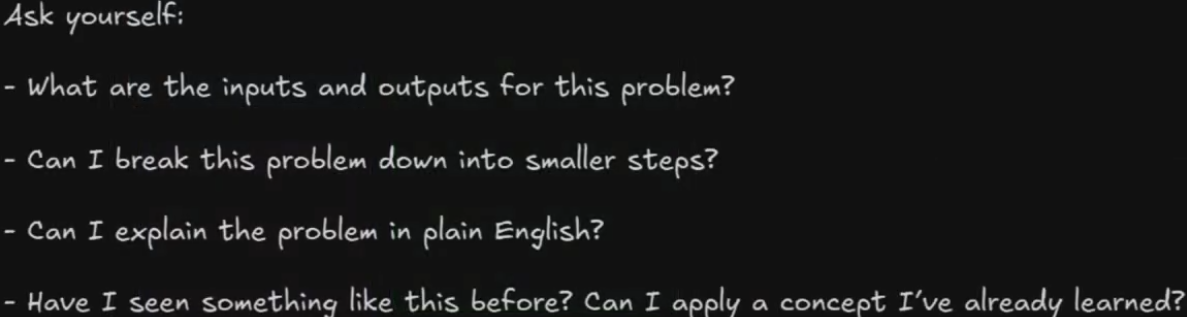 Ask yourself:
- What are the inputs and outputs for this problem?
- Can I break this problem down into smaller steps?
- Can I explain the problem in plain English?
- Have I seen something like this before? Can I apply a concept I've already learned?